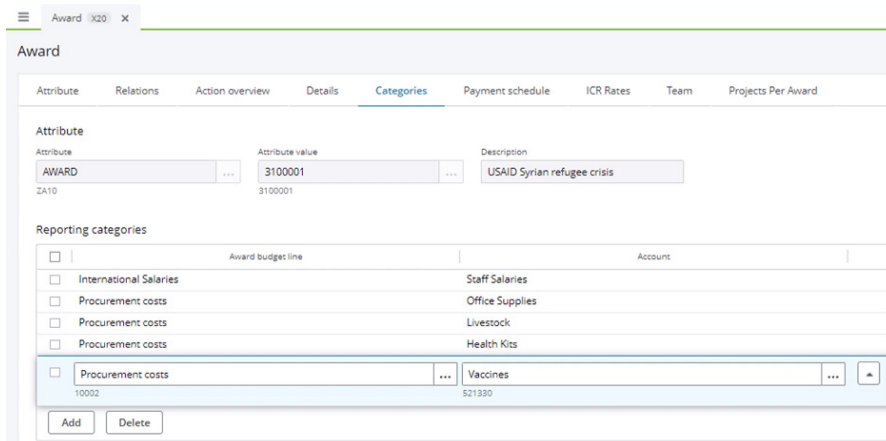 Award X20 ×
Award
Attribute Relations Action overview Details Categories Payment schedule ICR Rates Team Projects Per Award
Attribute
Attribute Attribute value Description
AWARD ... 3100001 ... USAID Syrian refugee crisis
ZA10 3100001
Reporting categories
Award budget line Account
International Salaries Staff Salaries
Procurement costs Office Supplies
Procurement costs Livestock
Procurement costs Health Kits
Procurement costs ... Vaccines ...
10002 521330
Add Delete